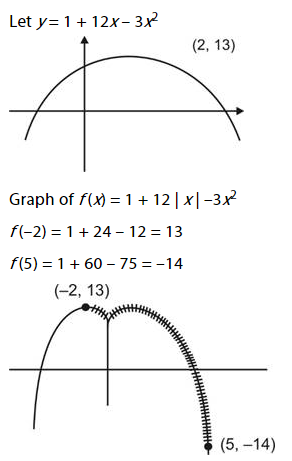 Let y = 1 + 12x – 3x²
(2, 13)
Graph of f(x) = 1 + 12 | x | –3x²
f(–2) = 1 + 24 – 12 = 13
f(5) = 1 + 60 – 75 = –14
(–2, 13)
(5, –14)